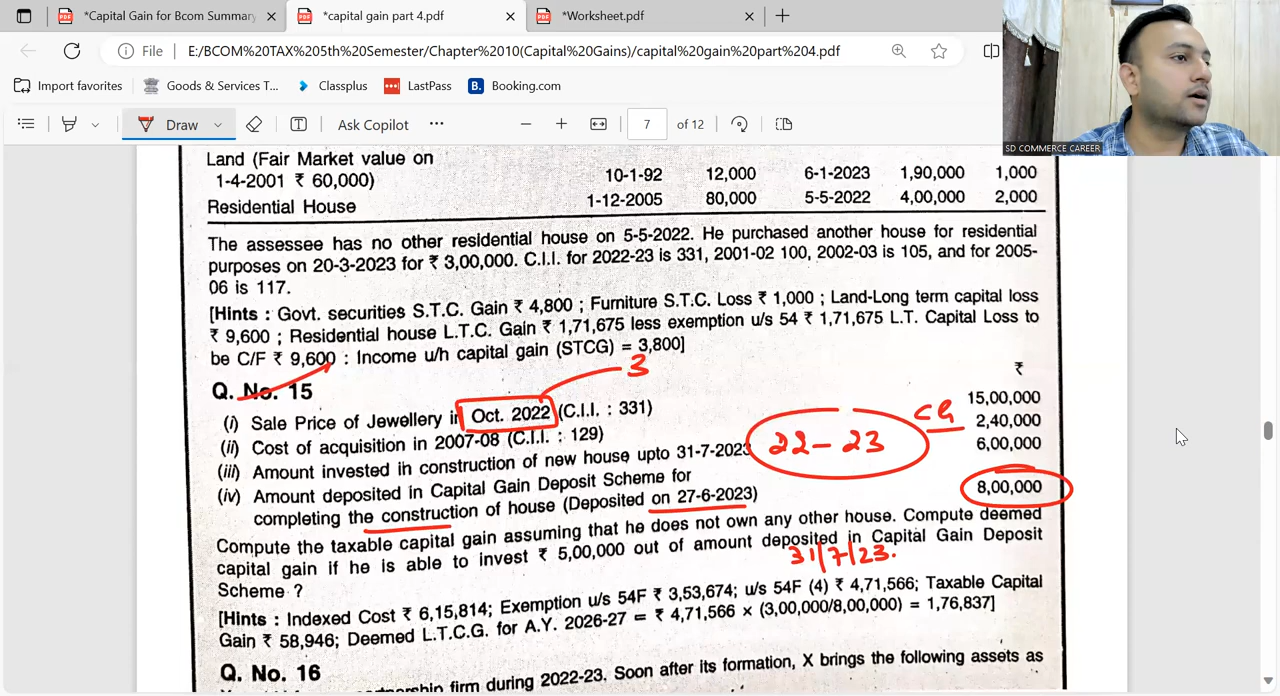 *Capital Gain for Bcom Summary
*capital gain part 4.pdf
*Worksheet.pdf
File
E:/BCOM%20TAX%205th%20Semester/Chapter%2010(Capital%20Gains)/capital%20gain%20part%204.pdf
Import favorites
Goods & Services T...
Classplus
LastPass
B. Booking.com
Draw
Ask Copilot
7 of 12
SD COMMERCE CAREER
Land (Fair Market value on
1-4-2001 ₹ 60,000) 10-1-92 12,000 6-1-2023 1,90,000 1,000
Residential House 1-12-2005 80,000 5-5-2022 4,00,000 2,000
The assessee has no other residential house on 5-5-2022. He purchased another house for residential
purposes on 20-3-2023 for ₹ 3,00,000. C.I.I. for 2022-23 is 331, 2001-02 100, 2002-03 is 105, and for 2005-
06 is 117.
[Hints : Govt. securities S.T.C. Gain ₹ 4,800 ; Furniture S.T.C. Loss ₹ 1,000 ; Land-Long term capital loss
₹ 9,600 ; Residential house L.T.C. Gain ₹ 1,71,675 less exemption u/s 54 ₹ 1,71,675 L.T. Capital Loss to
be C/F ₹ 9,600 : Income u/h capital gain (STCG) = 3,800]
3
Q. No. 15 ₹
(i) Sale Price of Jewellery in Oct. 2022 (C.I.I. : 331) 15,00,000
CG
(ii) Cost of acquisition in 2007-08 (C.I.I. : 129) 2,40,000
22-23
(iii) Amount invested in construction of new house upto 31-7-2023 6,00,000
(iv) Amount deposited in Capital Gain Deposit Scheme for
completing the construction of house (Deposited on 27-6-2023) 8,00,000
Compute the taxable capital gain assuming that he does not own any other house. Compute deemed
capital gain if he is able to invest ₹ 5,00,000 out of amount deposited in Capital Gain Deposit
31/7/23.
Scheme ?
[Hints : Indexed Cost ₹ 6,15,814; Exemption u/s 54F ₹ 3,53,674; u/s 54F (4) ₹ 4,71,566; Taxable Capital
Gain ₹ 58,946; Deemed L.T.C.G. for A.Y. 2026-27 = ₹ 4,71,566 × (3,00,000/8,00,000) = 1,76,837]
Q. No. 16
partnership firm during 2022-23. Soon after its formation, X brings the following assets as